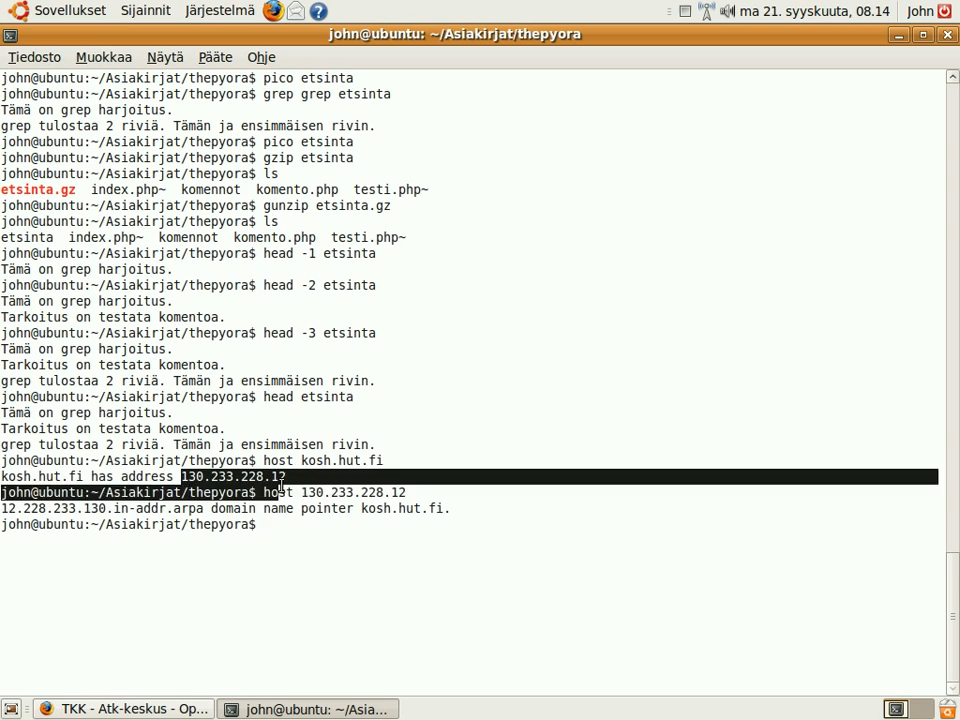 Sovellukset Sijainnit Järjestelmä ma 21. syyskuuta, 08.14 John
john@ubuntu: ~/Asiakirjat/thepyora
Tiedosto Muokkaa Näytä Pääte Ohje
john@ubuntu:~/Asiakirjat/thepyora$ pico etsinta
john@ubuntu:~/Asiakirjat/thepyora$ grep grep etsinta
Tämä on grep harjoitus.
grep tulostaa 2 riviä. Tämän ja ensimmäisen rivin.
john@ubuntu:~/Asiakirjat/thepyora$ pico etsinta
john@ubuntu:~/Asiakirjat/thepyora$ gzip etsinta
john@ubuntu:~/Asiakirjat/thepyora$ ls
etsinta.gz index.php~ komennot komento.php testi.php~
john@ubuntu:~/Asiakirjat/thepyora$ gunzip etsinta.gz
john@ubuntu:~/Asiakirjat/thepyora$ ls
etsinta index.php~ komennot komento.php testi.php~
john@ubuntu:~/Asiakirjat/thepyora$ head -1 etsinta
Tämä on grep harjoitus.
john@ubuntu:~/Asiakirjat/thepyora$ head -2 etsinta
Tämä on grep harjoitus.
Tarkoitus on testata komentoa.
john@ubuntu:~/Asiakirjat/thepyora$ head -3 etsinta
Tämä on grep harjoitus.
Tarkoitus on testata komentoa.
grep tulostaa 2 riviä. Tämän ja ensimmäisen rivin.
john@ubuntu:~/Asiakirjat/thepyora$ head etsinta
Tämä on grep harjoitus.
Tarkoitus on testata komentoa.
grep tulostaa 2 riviä. Tämän ja ensimmäisen rivin.
john@ubuntu:~/Asiakirjat/thepyora$ host kosh.hut.fi
kosh.hut.fi has address 130.233.228.12
john@ubuntu:~/Asiakirjat/thepyora$ host 130.233.228.12
12.228.233.130.in-addr.arpa domain name pointer kosh.hut.fi.
john@ubuntu:~/Asiakirjat/thepyora$
TKK - Atk-keskus - Op... john@ubuntu: ~/Asia...